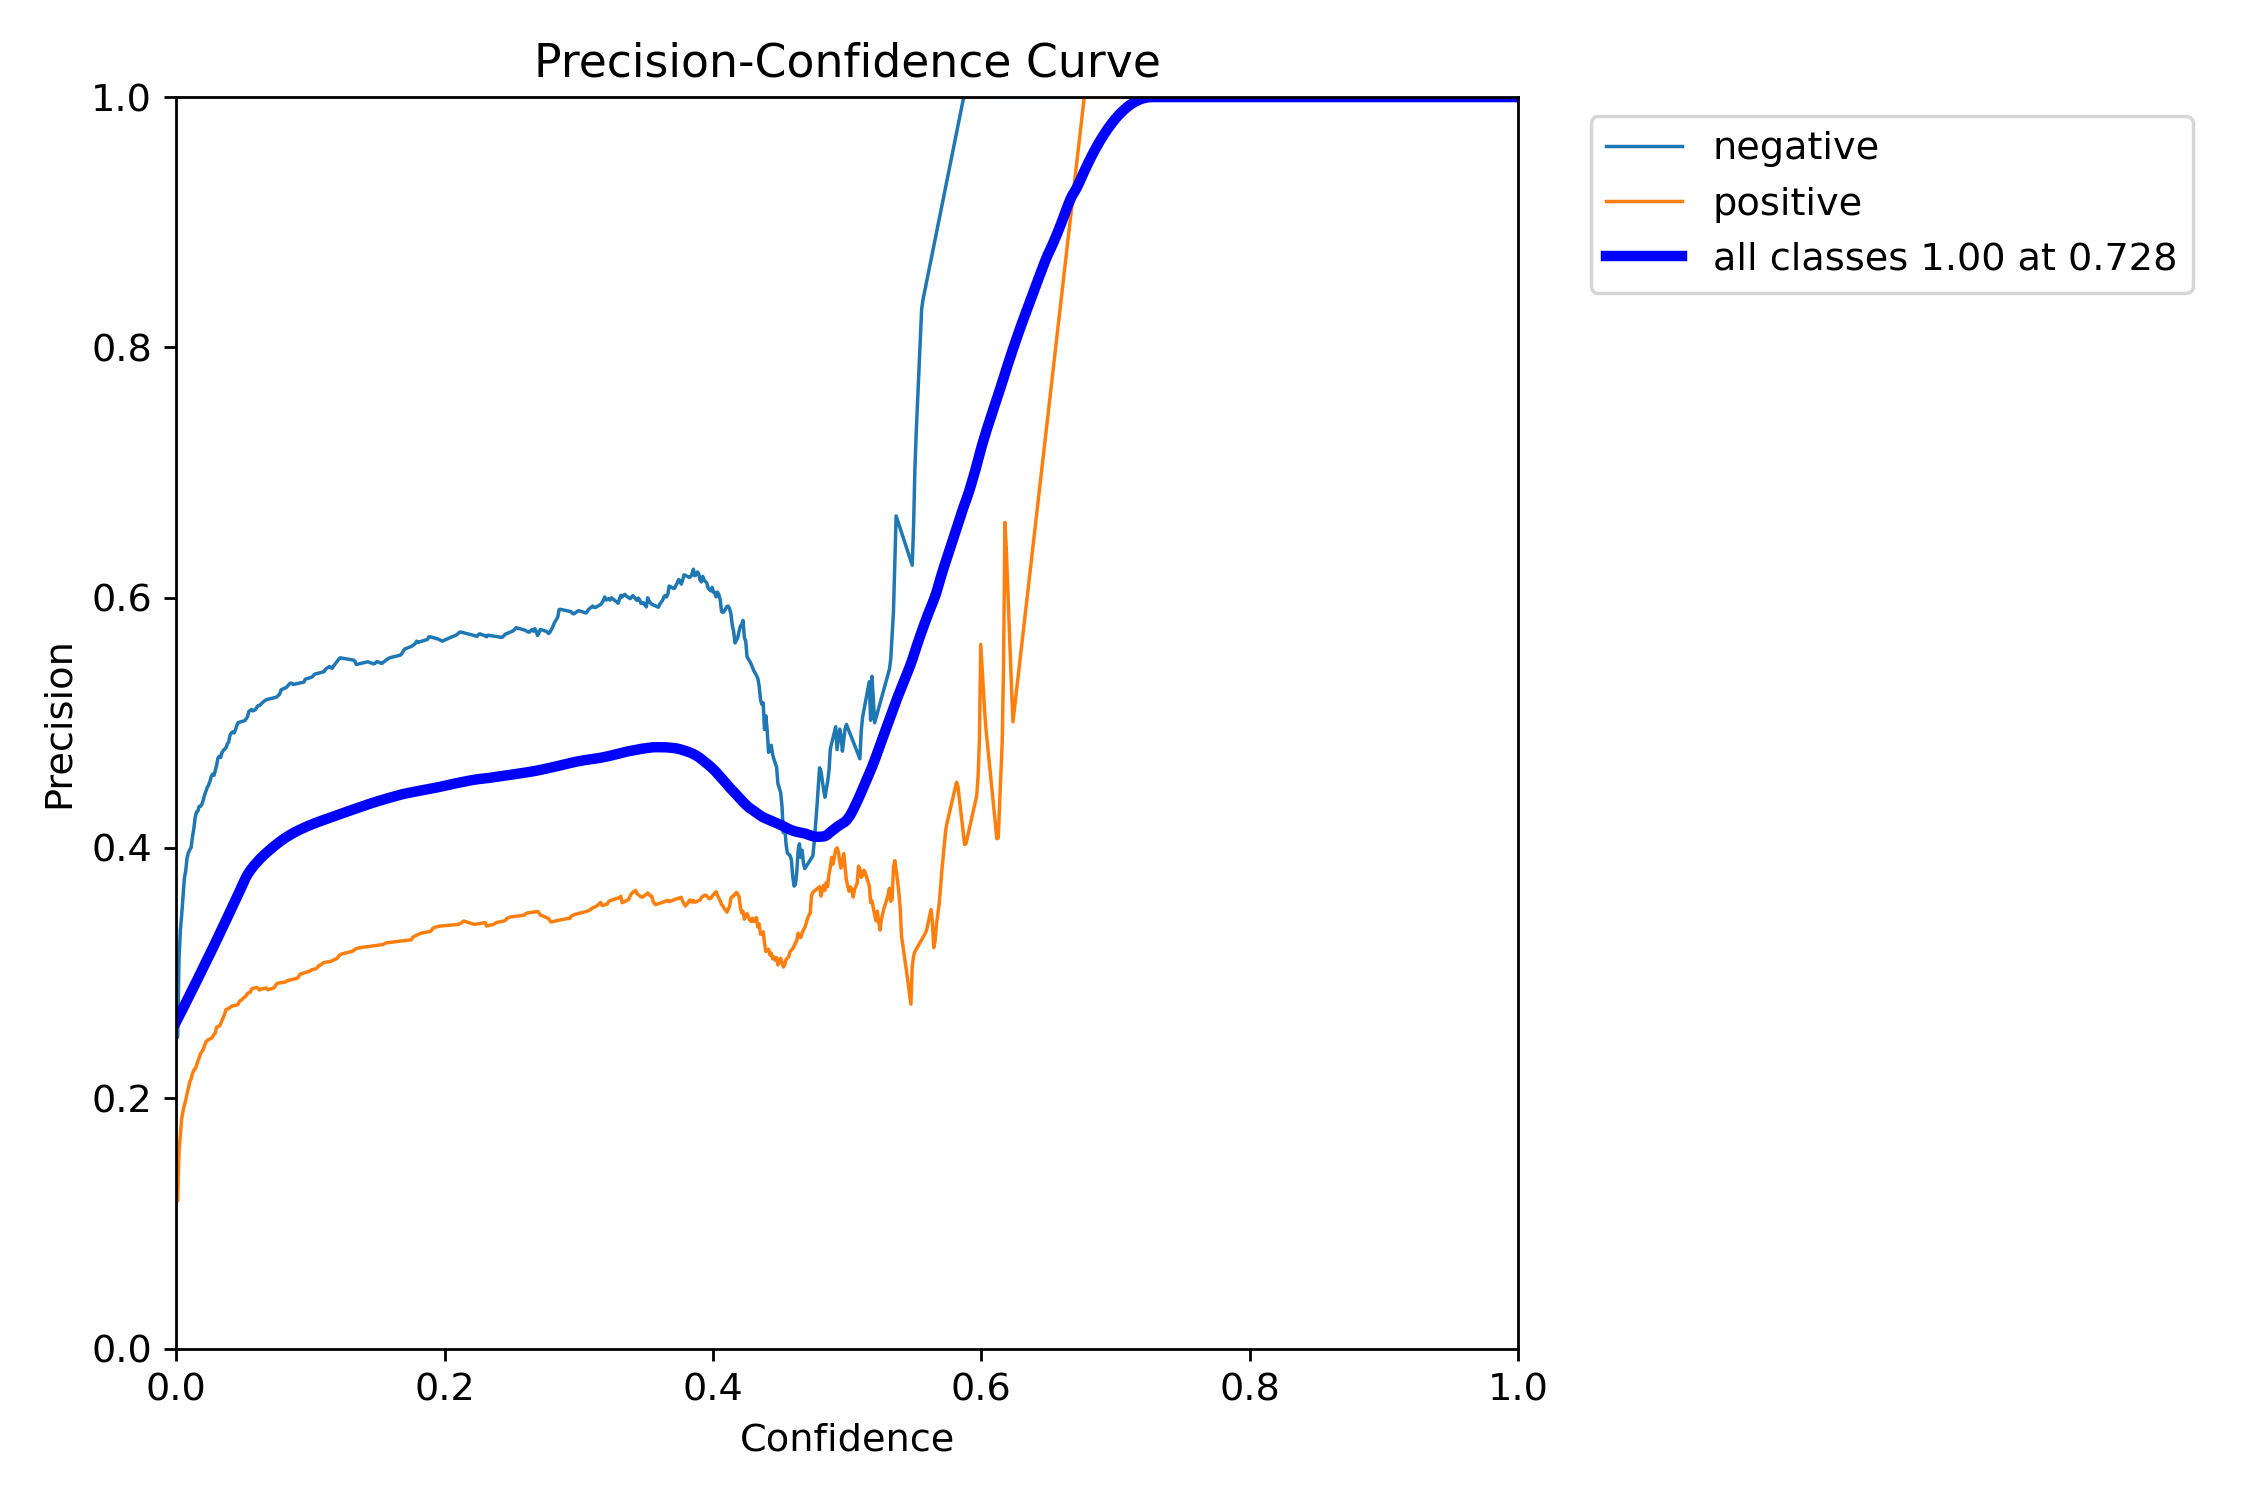 Precision-Confidence Curve
1.0
0.8
0.6
0.4
0.2
0.0
Precision
0.0 0.2 0.4 0.6 0.8 1.0
Confidence
negative
positive
all classes 1.00 at 0.728